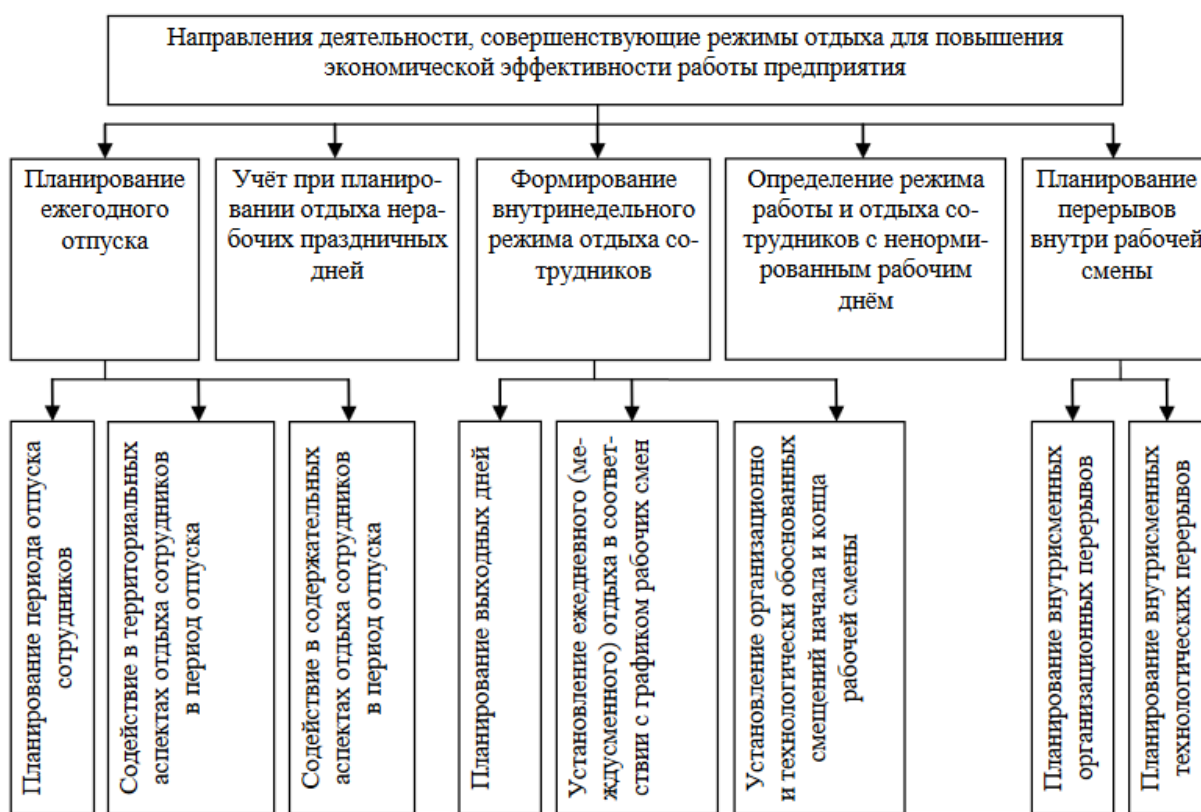 Направления деятельности, совершенствующие режимы отдыха для повышения
экономической эффективности работы предприятия
Планирование
ежегодного
отпуска
Учёт при планиро-
вании отдыха нера-
бочих праздничных
дней
Формирование
внутринедельного
режима отдыха со-
трудников
Определение режима
работы и отдыха со-
трудников с ненорми-
рованным рабочим
днём
Планирование
перерывов
внутри рабочей
смены
Планирование периода отпуска
сотрудников
Содействие в территориальных
аспектах отдыха сотрудников
в период отпуска
Содействие в содержательных
аспектах отдыха сотрудников
в период отпуска
Планирование выходных дней
Установление ежедневного (ме-
ждусменного) отдыха в соответ-
ствии с графиком рабочих смен
Установление организационно
и технологически обоснованных
смещений начала и конца
рабочей смены
Планирование внутрисменных
организационных перерывов
Планирование внутрисменных
технологических перерывов